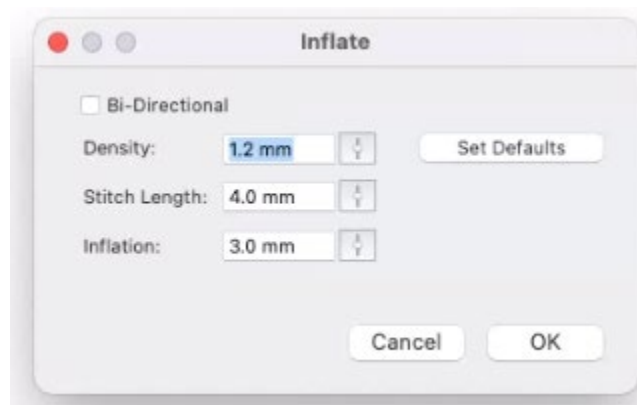 Inflate
Bi-Directional
Density: 1.2 mm Set Defaults
Stitch Length: 4.0 mm
Inflation: 3.0 mm
Cancel OK